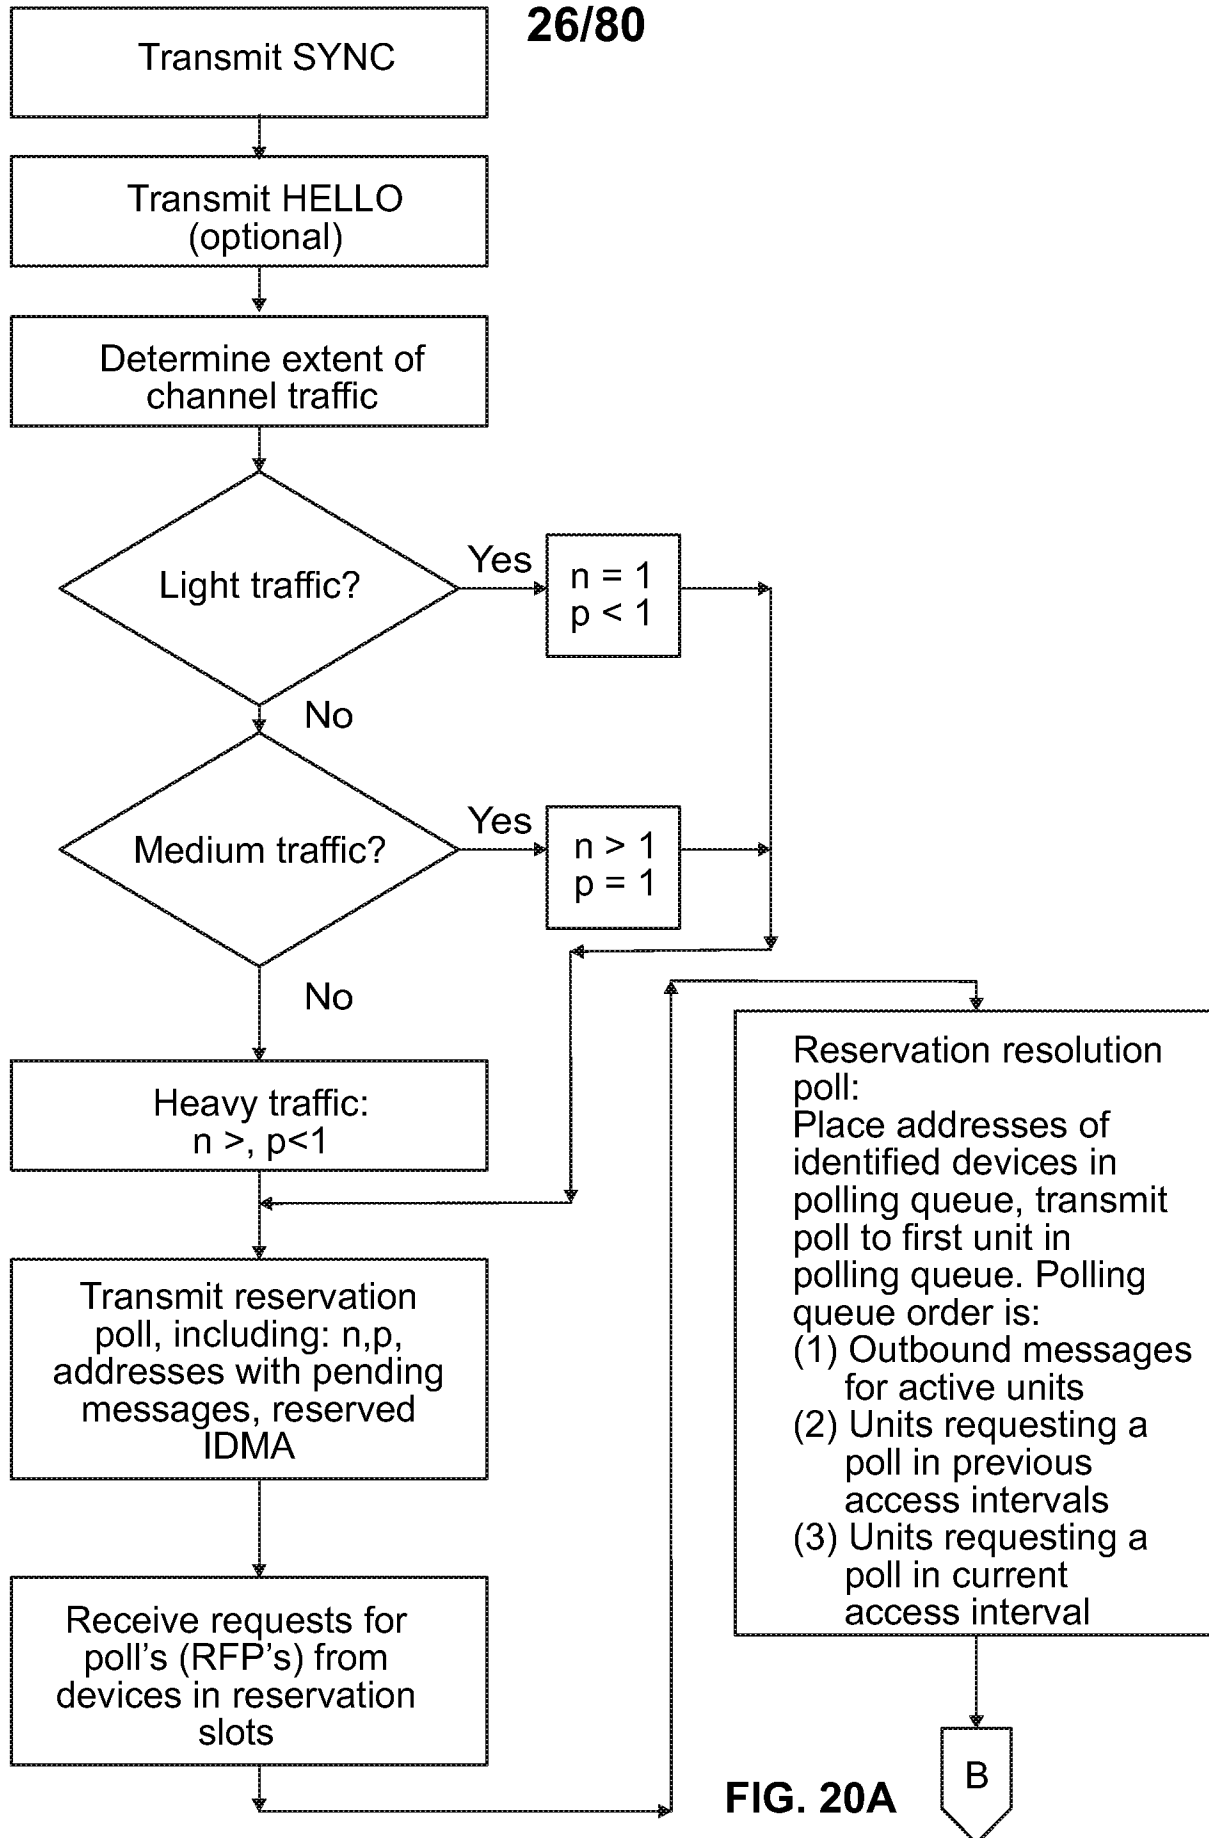 26/80
Transmit SYNC
Transmit HELLO
(optional)
Determine extent of
channel traffic
Light traffic?
Yes
n = 1
p < 1
No
Medium traffic?
Yes
n > 1
p = 1
No
Heavy traffic:
n >, p<1
Transmit reservation
poll, including: n,p,
addresses with pending
messages, reserved
IDMA
Receive requests for
poll's (RFP's) from
devices in reservation
slots
Reservation resolution
poll:
Place addresses of
identified devices in
polling queue, transmit
poll to first unit in
polling queue. Polling
queue order is:
(1) Outbound messages
for active units
(2) Units requesting a
poll in previous
access intervals
(3) Units requesting a
poll in current
access interval
B
FIG. 20A